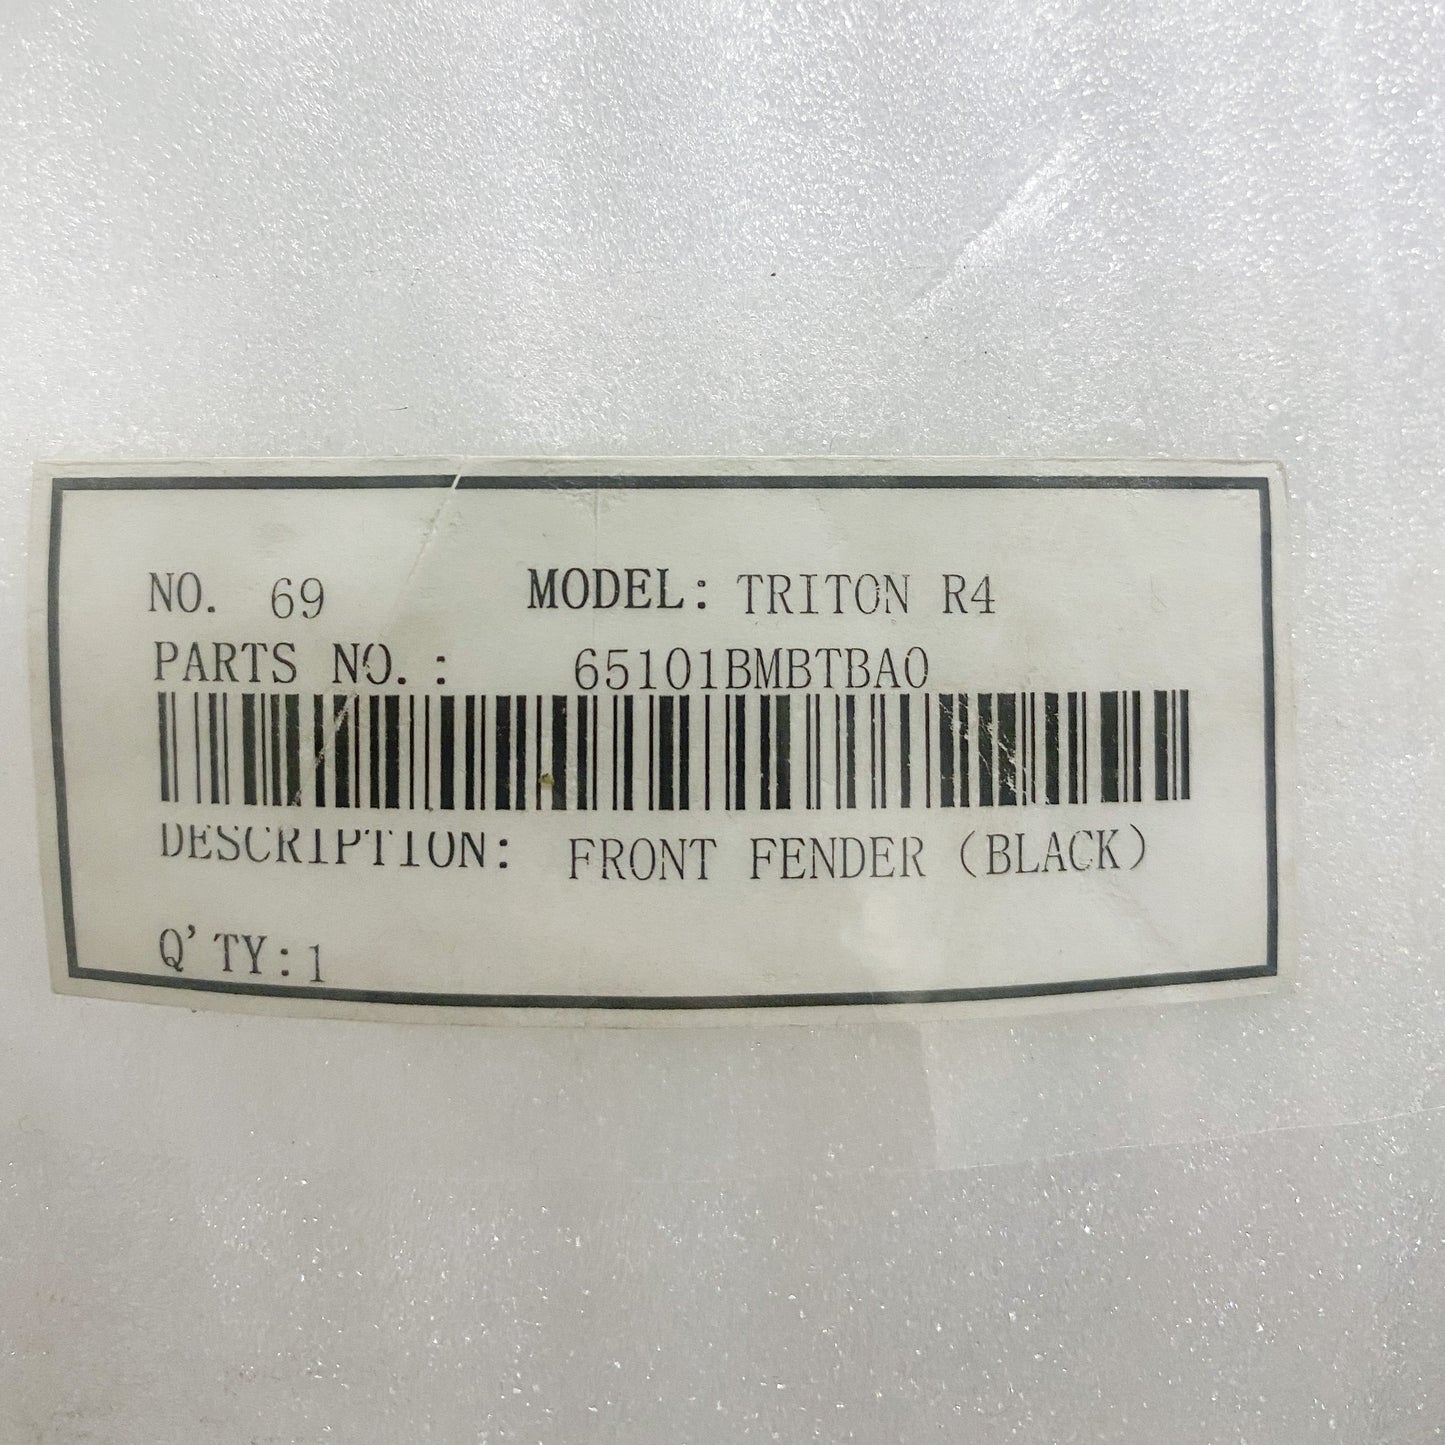 NO. 69 MODEL: TRITON R4
PARTS NO.: 65101BMBTBA0
DESCRIPTION: FRONT FENDER (BLACK)
Q'TY:1